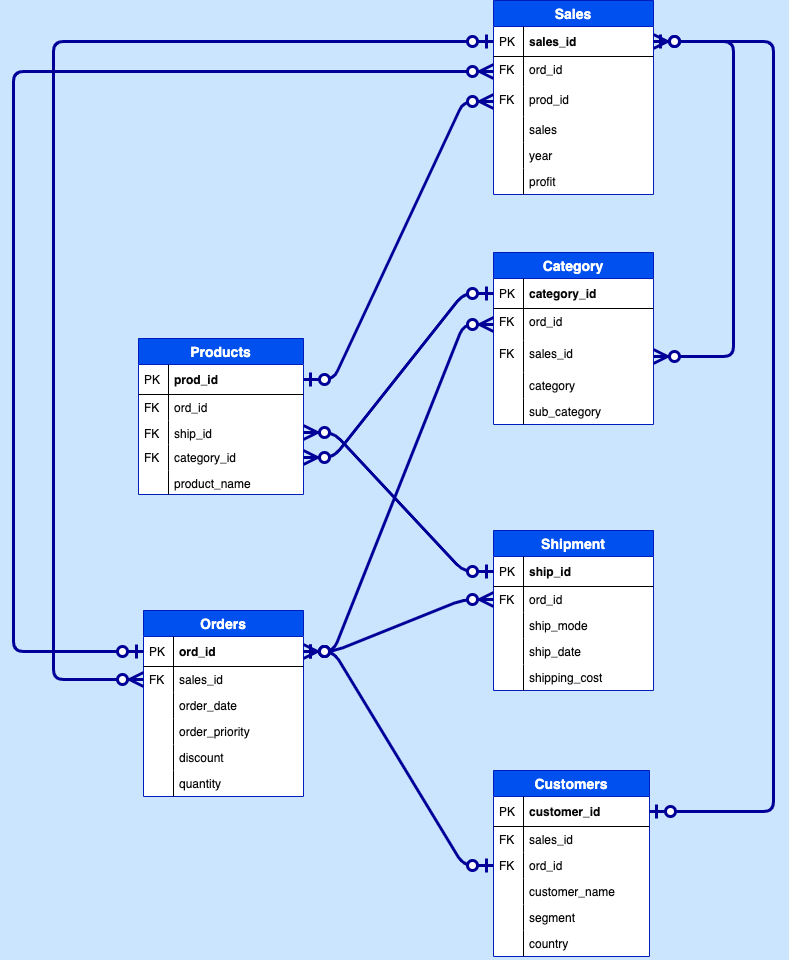 Sales
PK sales_id
FK ord_id
FK prod_id
sales
year
profit
Category
PK category_id
FK ord_id
FK sales_id
category
sub_category
Products
PK prod_id
FK ord_id
FK ship_id
FK category_id
product_name
Shipment
PK ship_id
FK ord_id
ship_mode
ship_date
shipping_cost
Orders
PK ord_id
FK sales_id
order_date
order_priority
discount
quantity
Customers
PK customer_id
FK sales_id
FK ord_id
customer_name
segment
country